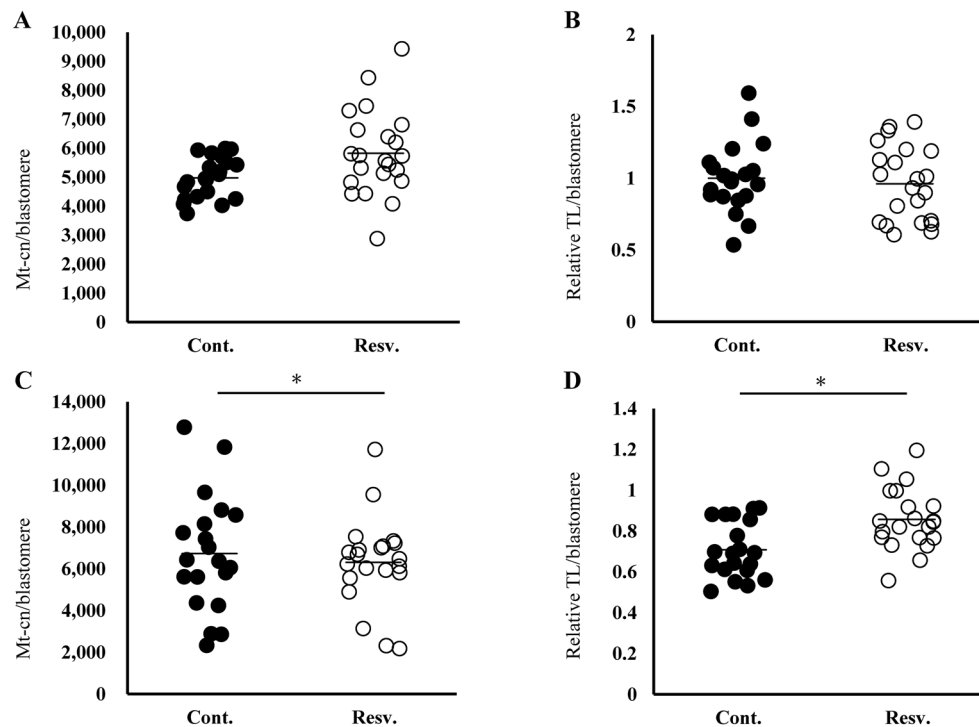 A
10,000
9,000
8,000
7,000
6,000
5,000
4,000
3,000
2,000
1,000
0
Mt-cn/blastomere
Cont.
Resv.
B
2
1.5
1
0.5
0
Relative TL/blastomere
Cont.
Resv.
C
*
14,000
12,000
10,000
8,000
6,000
4,000
2,000
0
Mt-cn/blastomere
Cont.
Resv.
D
*
1.4
1.2
1
0.8
0.6
0.4
0.2
0
Relative TL/blastomere
Cont.
Resv.